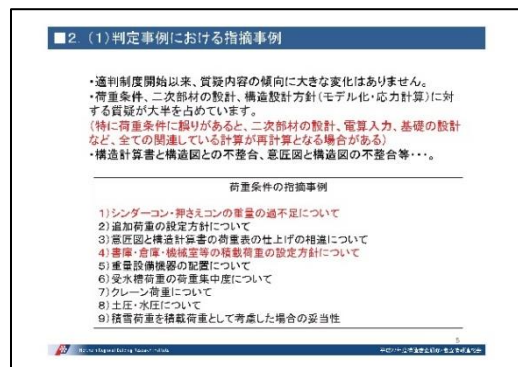 ■2．（1）判定事例における指摘事例
・適判制度開始以来、質疑内容の傾向に大きな変化はありません。
・荷重条件、二次部材の設計、構造設計方針（モデル化・応力計算）に対
する質疑が大半を占めています。
（特に荷重条件に誤りがあると、二次部材の設計、電算入力、基礎の設計
など、全ての関連している計算が再計算となる場合がある）
・構造計算書と構造図との不整合、意匠図と構造図の不整合等・・・。
荷重条件の指摘事例
1）シンダーコン・押さえコンの重量の過不足について
2）追加荷重の設定方針について
3）意匠図と構造計算書の荷重表の仕上げの相違について
4）書庫・倉庫・機械室等の積載荷重の設定方針について
5）重量設備機器の配置について
6）受水槽荷重の荷重集中度について
7）クレーン荷重について
8）土圧・水圧について
9）積雪荷重を積載荷重として考慮した場合の妥当性
5